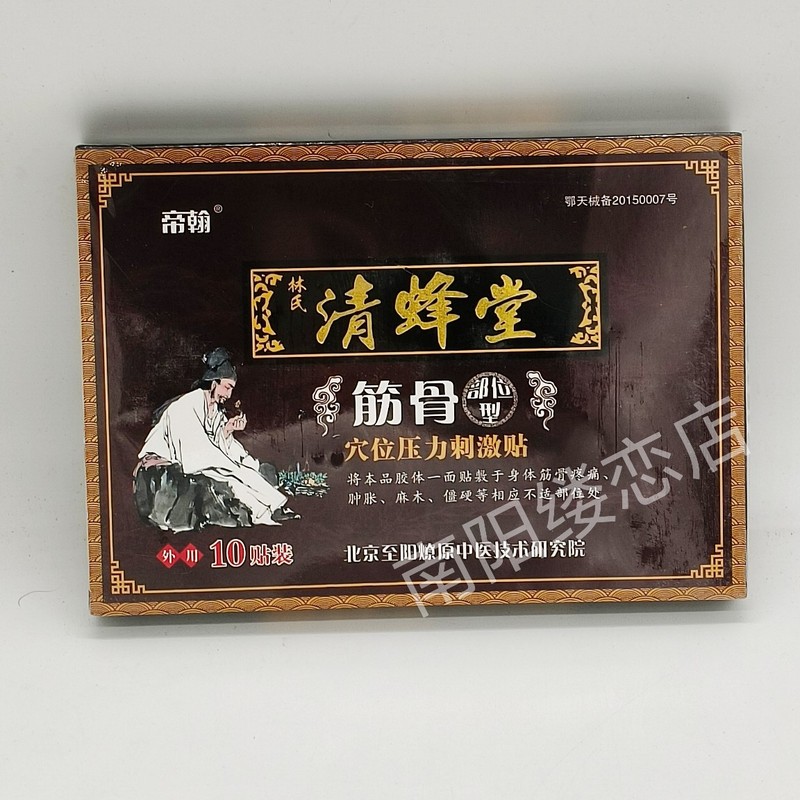 帝翰®
鄂天械备20150007号
林氏
清蜂堂
筋骨
部位型
穴位压力刺激贴
将本品胶体一面贴敷于身体筋骨疼痛、
肿胀、麻木、僵硬等相应不适部位处
外用
10贴装
北京至阳燎原中医技术研究院
南阳缕恋店